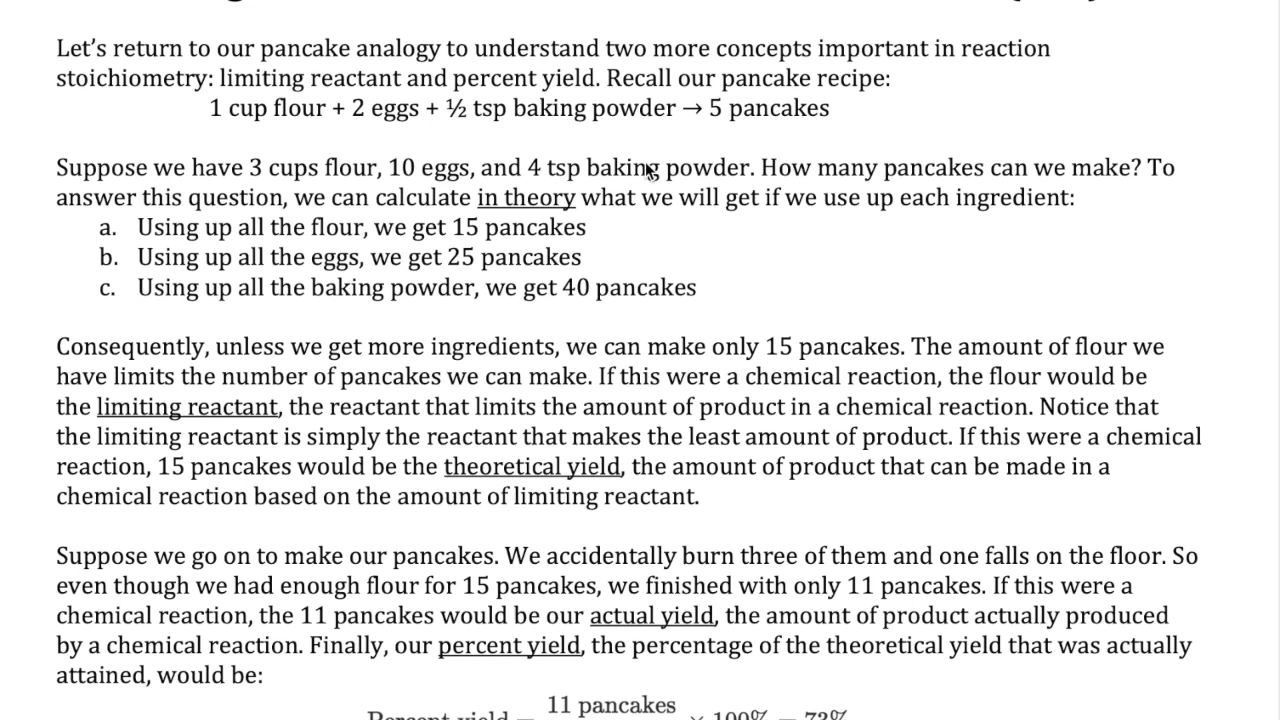 Let’s return to our pancake analogy to understand two more concepts important in reaction
stoichiometry: limiting reactant and percent yield. Recall our pancake recipe:
1 cup flour + 2 eggs + ½ tsp baking powder → 5 pancakes
Suppose we have 3 cups flour, 10 eggs, and 4 tsp baking powder. How many pancakes can we make? To
answer this question, we can calculate in theory what we will get if we use up each ingredient:
a. Using up all the flour, we get 15 pancakes
b. Using up all the eggs, we get 25 pancakes
c. Using up all the baking powder, we get 40 pancakes
Consequently, unless we get more ingredients, we can make only 15 pancakes. The amount of flour we
have limits the number of pancakes we can make. If this were a chemical reaction, the flour would be
the limiting reactant, the reactant that limits the amount of product in a chemical reaction. Notice that
the limiting reactant is simply the reactant that makes the least amount of product. If this were a chemical
reaction, 15 pancakes would be the theoretical yield, the amount of product that can be made in a
chemical reaction based on the amount of limiting reactant.
Suppose we go on to make our pancakes. We accidentally burn three of them and one falls on the floor. So
even though we had enough flour for 15 pancakes, we finished with only 11 pancakes. If this were a
chemical reaction, the 11 pancakes would be our actual yield, the amount of product actually produced
by a chemical reaction. Finally, our percent yield, the percentage of the theoretical yield that was actually
attained, would be:
11 pancakes
Percent yield = × 100% = 73%